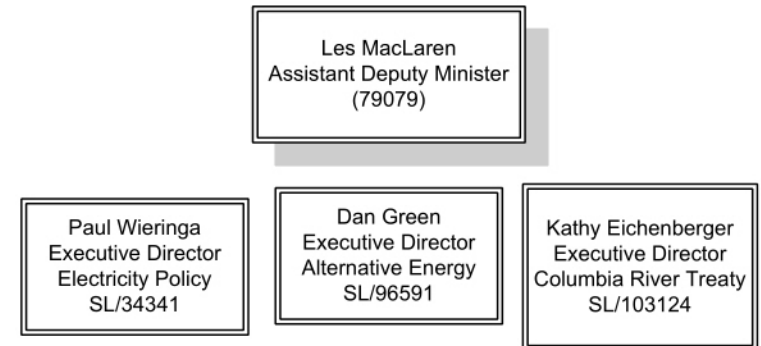 Les MacLaren
Assistant Deputy Minister
(79079)
Paul Wieringa
Executive Director
Electricity Policy
SL/34341
Dan Green
Executive Director
Alternative Energy
SL/96591
Kathy Eichenberger
Executive Director
Columbia River Treaty
SL/103124